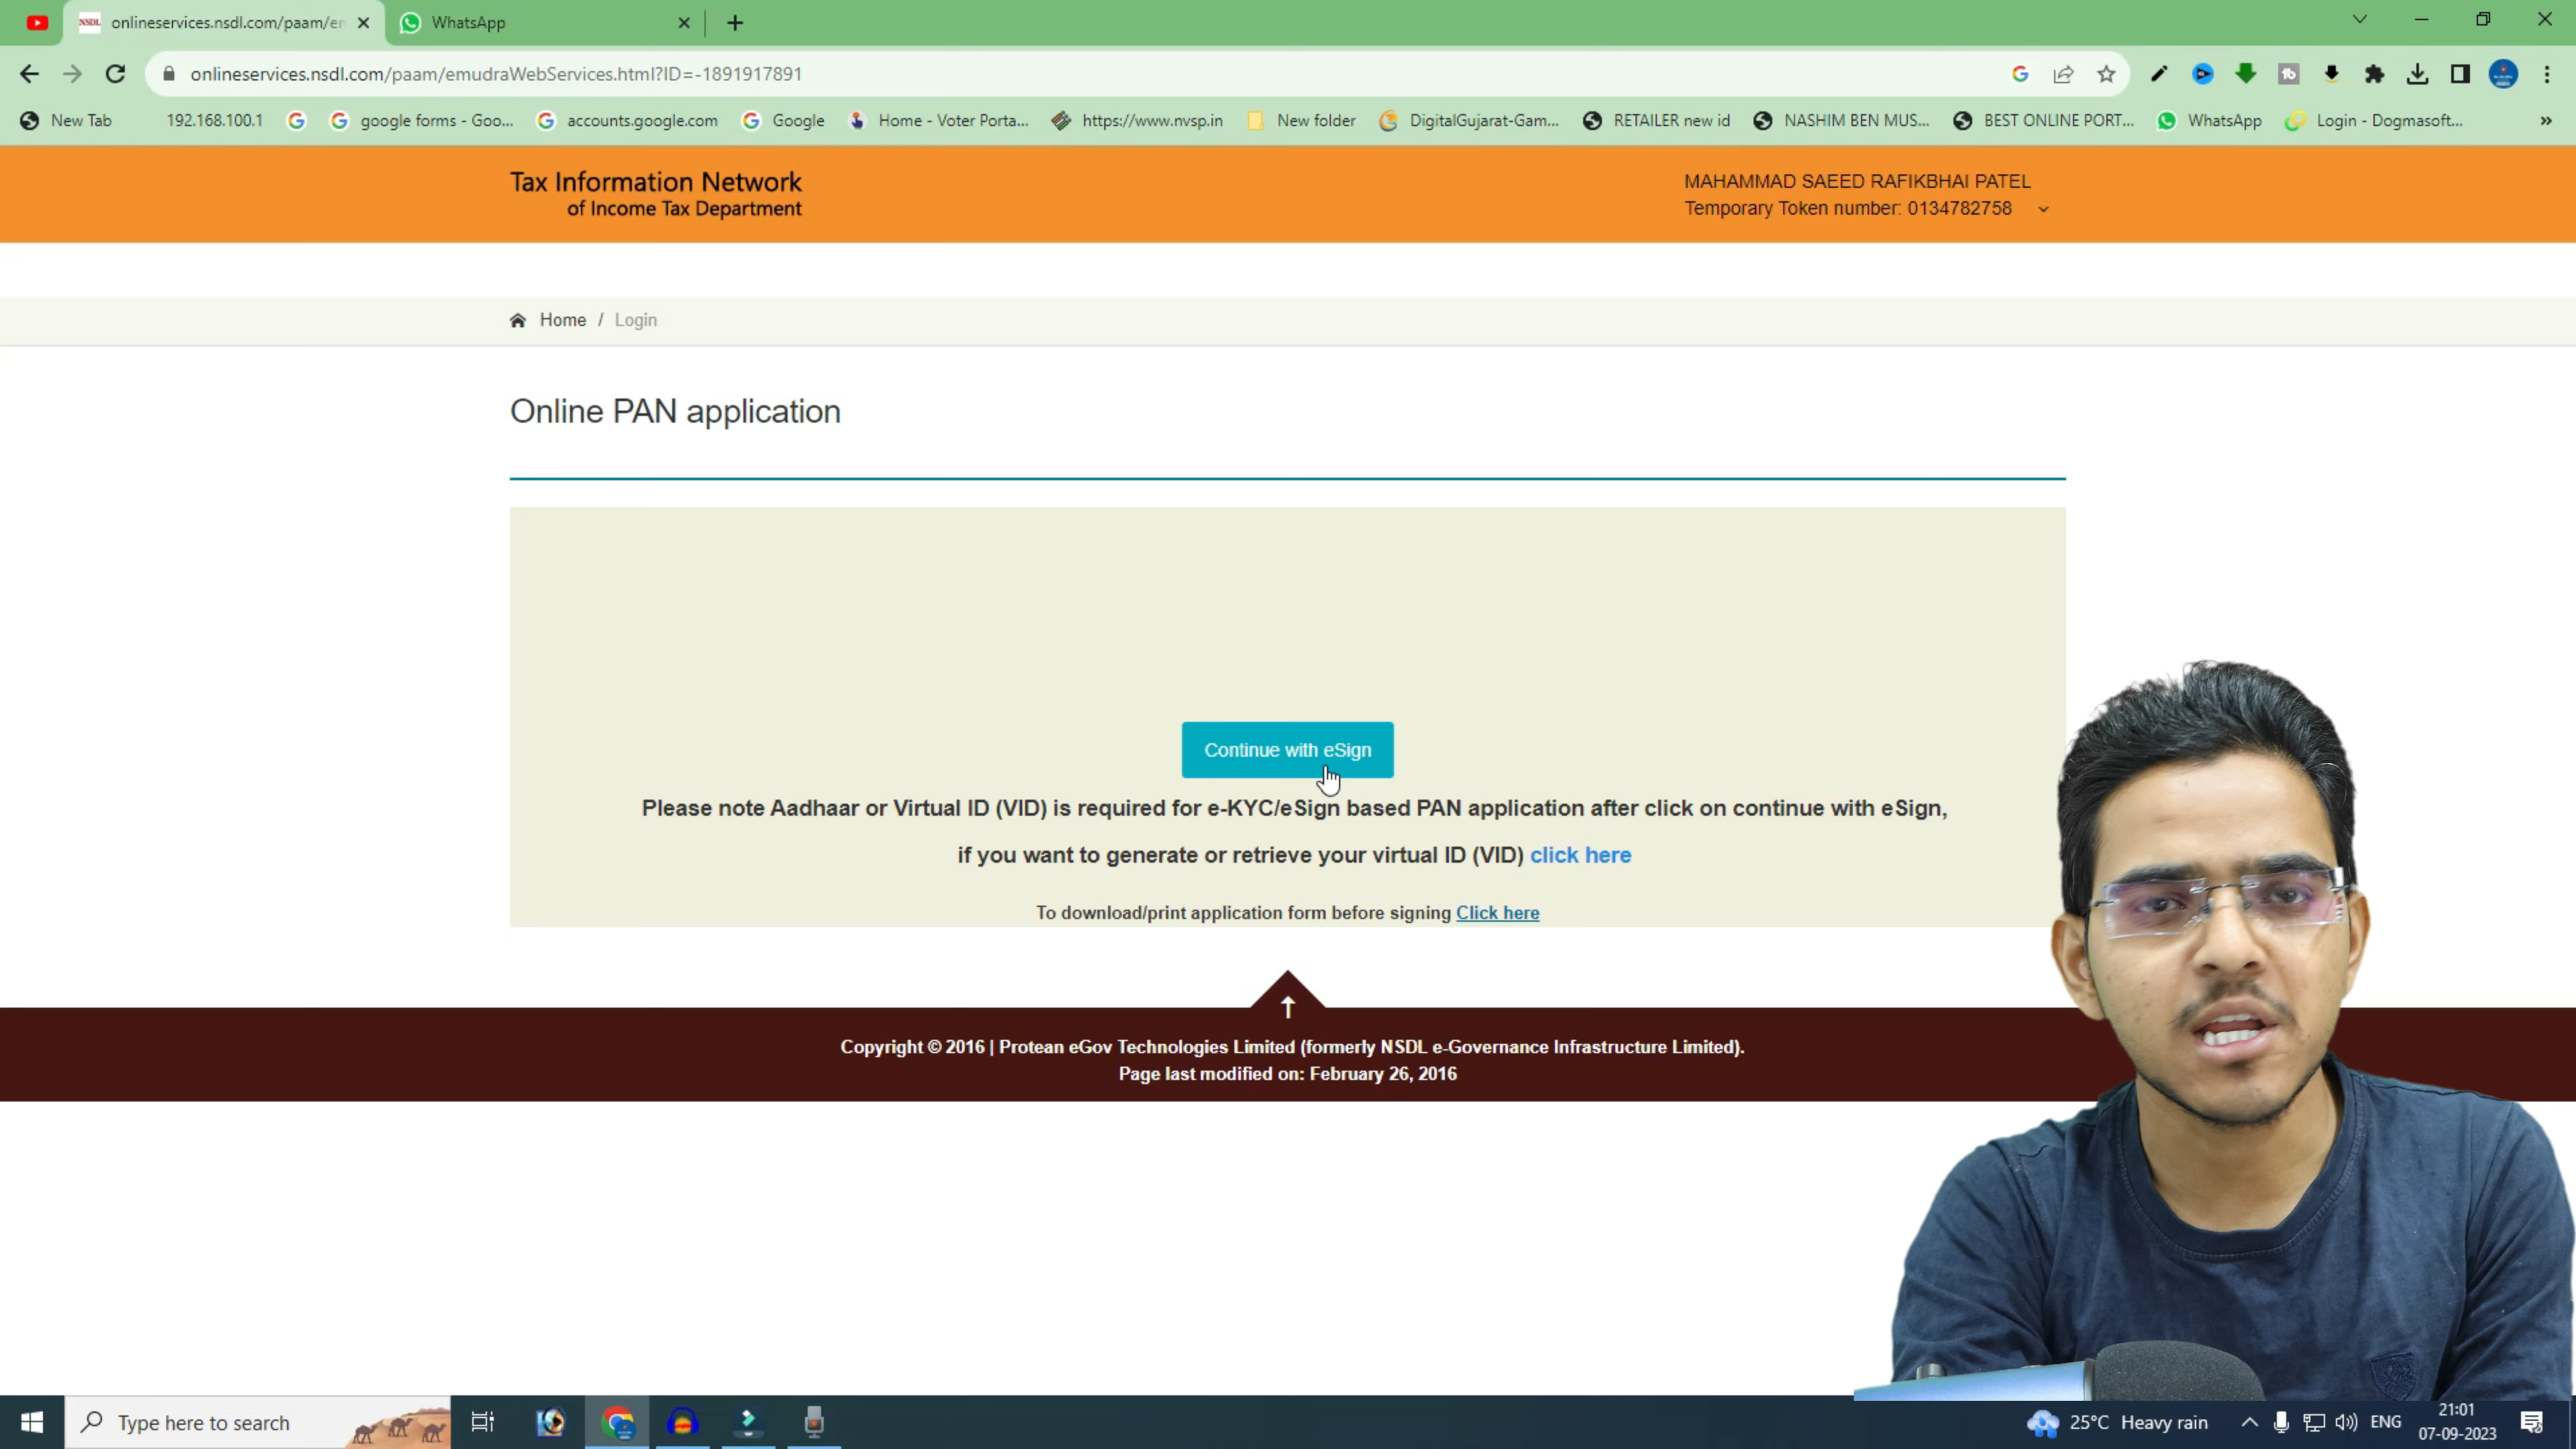 onlineservices.nsdl.com/paam/em
WhatsApp
onlineservices.nsdl.com/paam/emudraWebServices.html?ID=-1891917891
New Tab
192.168.100.1
google forms - Goo...
accounts.google.com
Google
Home - Voter Porta...
https://www.nvsp.in
New folder
DigitalGujarat-Gam...
RETAILER new id
NASHIM BEN MUS...
BEST ONLINE PORT...
WhatsApp
Login - Dogmasoft...
Tax Information Network
of Income Tax Department
MAHAMMAD SAEED RAFIKBHAI PATEL
Temporary Token number: 0134782758
Home / Login
Online PAN application
Continue with eSign
Please note Aadhaar or Virtual ID (VID) is required for e-KYC/eSign based PAN application after click on continue with eSign,
if you want to generate or retrieve your virtual ID (VID) click here
To download/print application form before signing Click here
Copyright © 2016 | Protean eGov Technologies Limited (formerly NSDL e-Governance Infrastructure Limited).
Page last modified on: February 26, 2016
Type here to search
25°C Heavy rain
ENG
21:01
07-09-2023